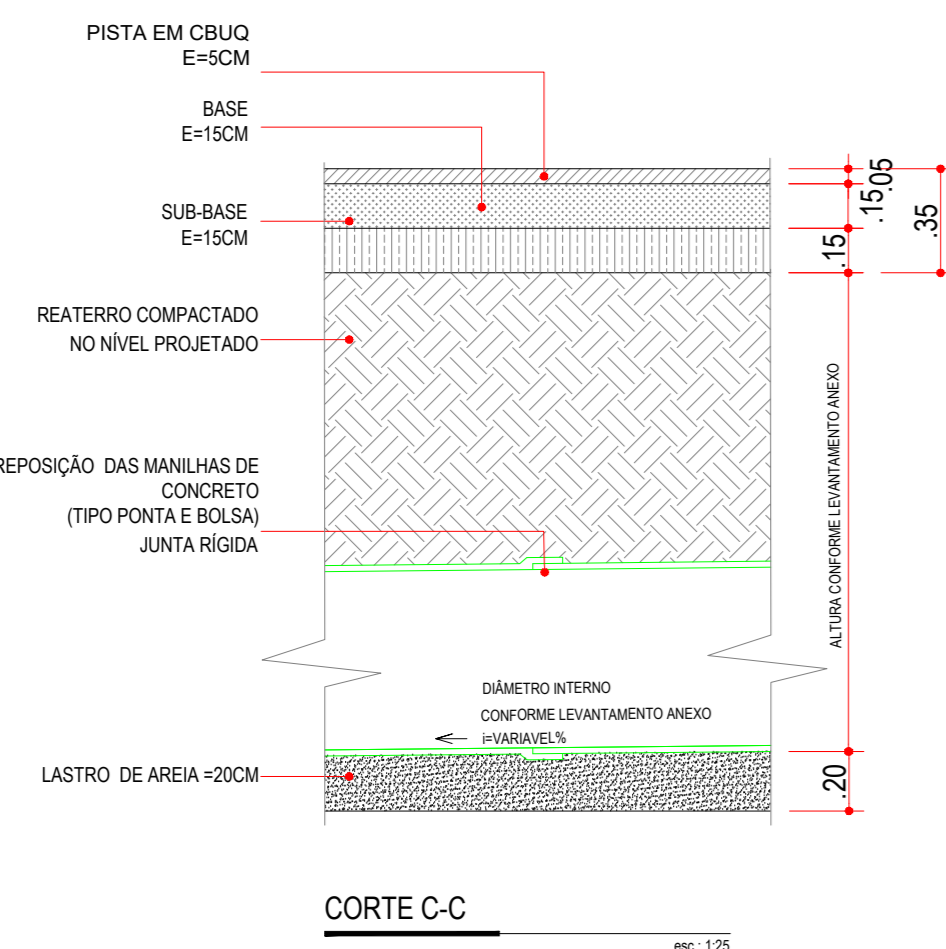 PISTA EM CBUQ
E=5CM
BASE
E=15CM
SUB-BASE
E=15CM
REATERRO COMPACTADO
NO NÍVEL PROJETADO
REPOSIÇÃO DAS MANILHAS DE
CONCRETO
(TIPO PONTA E BOLSA)
JUNTA RÍGIDA
LASTRO DE AREIA =20CM
DIÂMETRO INTERNO
CONFORME LEVANTAMENTO ANEXO
i=VARIAVEL%
.05
.15
.15
.35
ALTURA CONFORME LEVANTAMENTO ANEXO
.20
CORTE C-C
esc.: 1:25